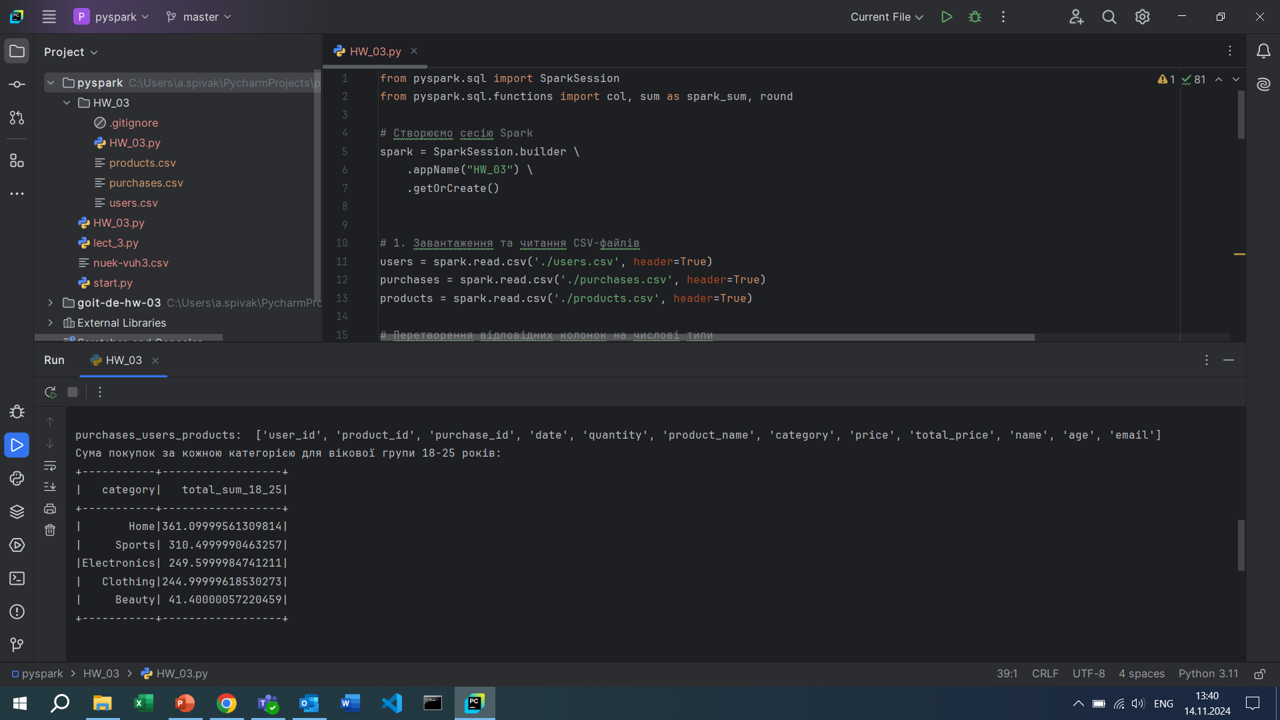 P pyspark master Current File
Project
HW_03.py
pyspark C:\Users\a.spivak\PycharmProjects\p
HW_03
.gitignore
HW_03.py
products.csv
purchases.csv
users.csv
HW_03.py
lect_3.py
nuek-vuh3.csv
start.py
goit-de-hw-03 C:\Users\a.spivak\PycharmPro
External Libraries
Scratches and Consoles
1 81
1 from pyspark.sql import SparkSession
2 from pyspark.sql.functions import col, sum as spark_sum, round
3
4 # Створюємо сесію Spark
5 spark = SparkSession.builder \
6 .appName("HW_03") \
7 .getOrCreate()
8
9
10 # 1. Завантаження та читання CSV-файлів
11 users = spark.read.csv('./users.csv', header=True)
12 purchases = spark.read.csv('./purchases.csv', header=True)
13 products = spark.read.csv('./products.csv', header=True)
14
15 # Перетворення відповідних колонок на числові типи
Run HW_03
purchases_users_products: ['user_id', 'product_id', 'purchase_id', 'date', 'quantity', 'product_name', 'category', 'price', 'total_price', 'name', 'age', 'email']
Сума покупок за кожною категорією для вікової групи 18-25 років:
+-----------+------------------+
|   category|   total_sum_18_25|
+-----------+------------------+
|       Home|361.09999561309814|
|     Sports| 310.4999990463257|
|Electronics| 249.5999984741211|
|   Clothing|244.99999618530273|
|     Beauty| 41.40000057220459|
+-----------+------------------+
pyspark HW_03 HW_03.py 39:1 CRLF UTF-8 4 spaces Python 3.11
ENG
13:40
14.11.2024